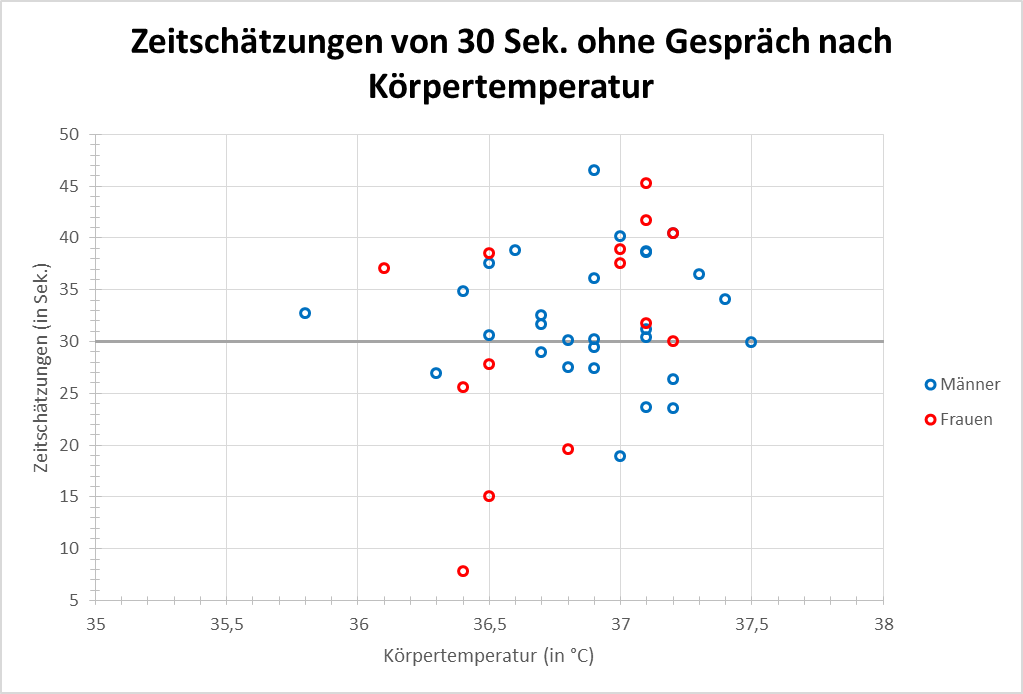 Zeitschätzungen von 30 Sek. ohne Gespräch nach
Körpertemperatur
50
45
40
35
30
25
20
15
10
5
Zeitschätzungen (in Sek.)
35
35,5
36
36,5
37
37,5
38
Körpertemperatur (in °C)
Männer
Frauen